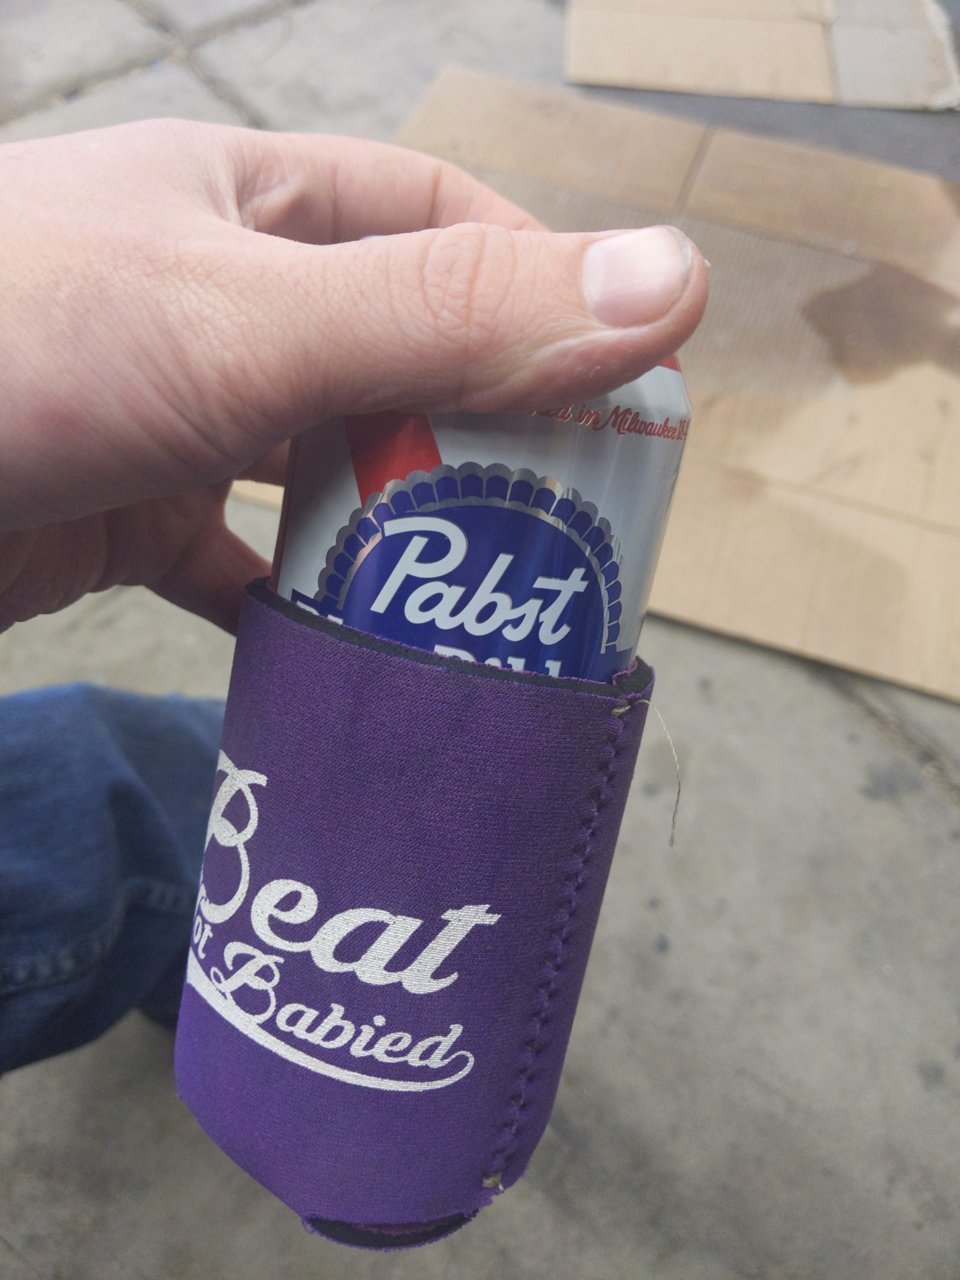 in Milwaukee
Pabst
Beat
Babied